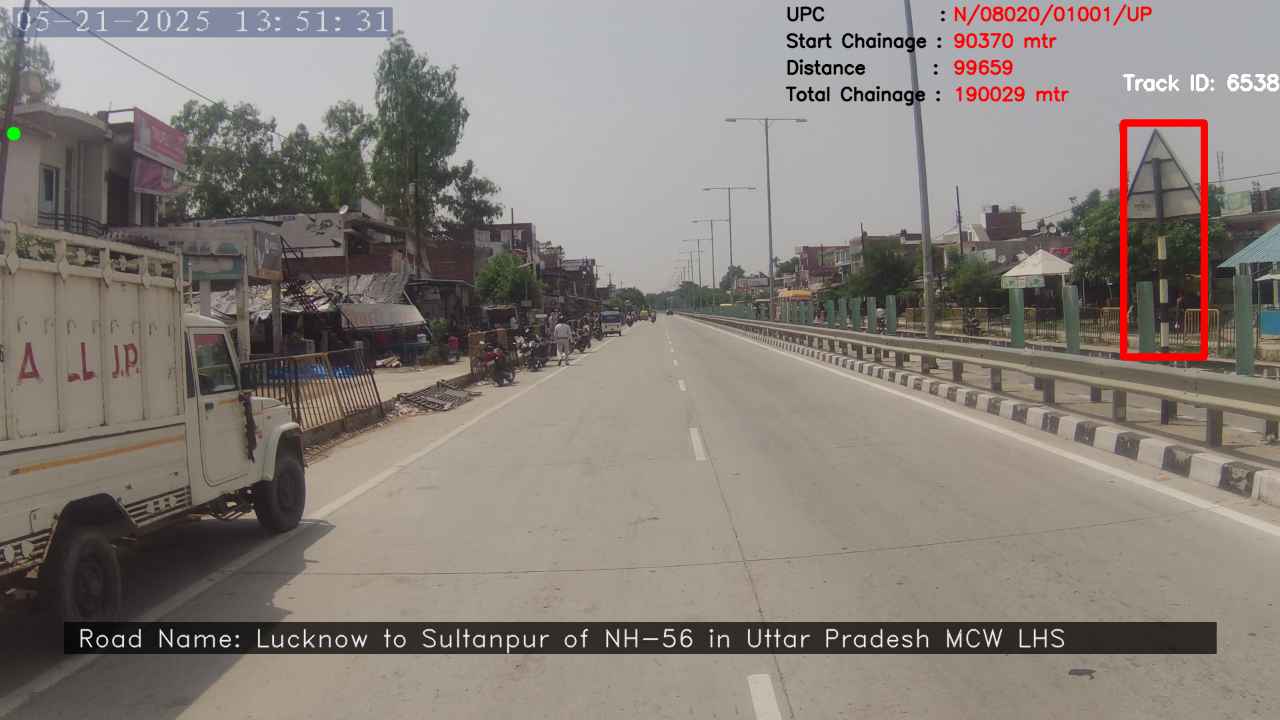 05-21-2025 13:51:31
UPC : N/08020/01001/UP
Start Chainage : 90370 mtr
Distance : 99659
Total Chainage : 190029 mtr
Track ID: 6538
ALL J.P.
Road Name: Lucknow to Sultanpur of NH-56 in Uttar Pradesh MCW LHS